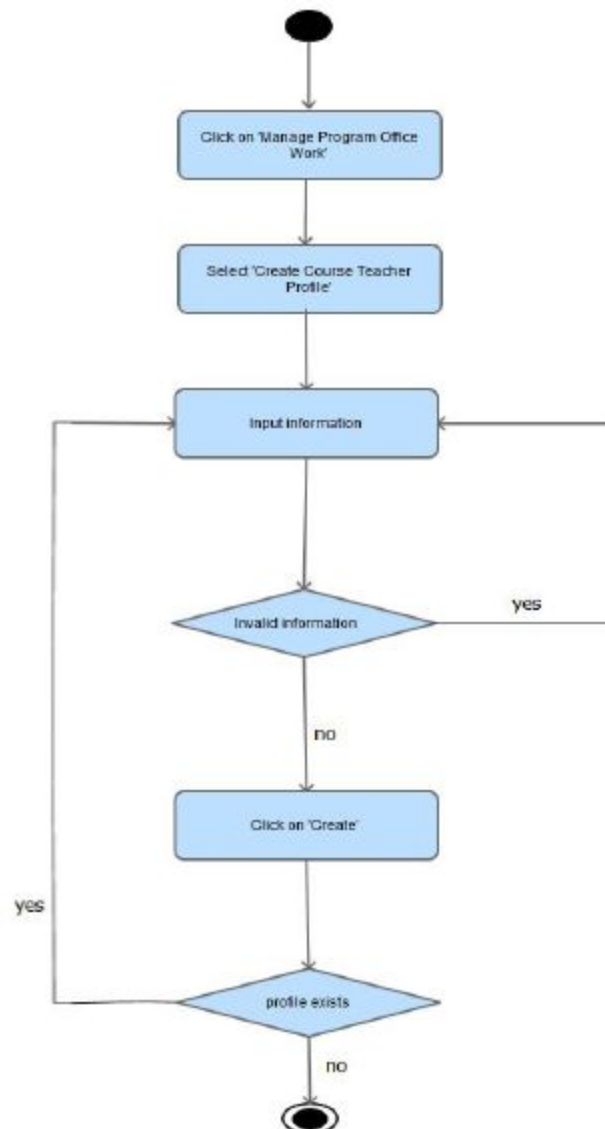 Click on 'Manage Program Office
Work'
Select 'Create Course Teacher
Profile'
Input information
Invalid information
yes
no
Click on 'Create'
yes
profile exists
no